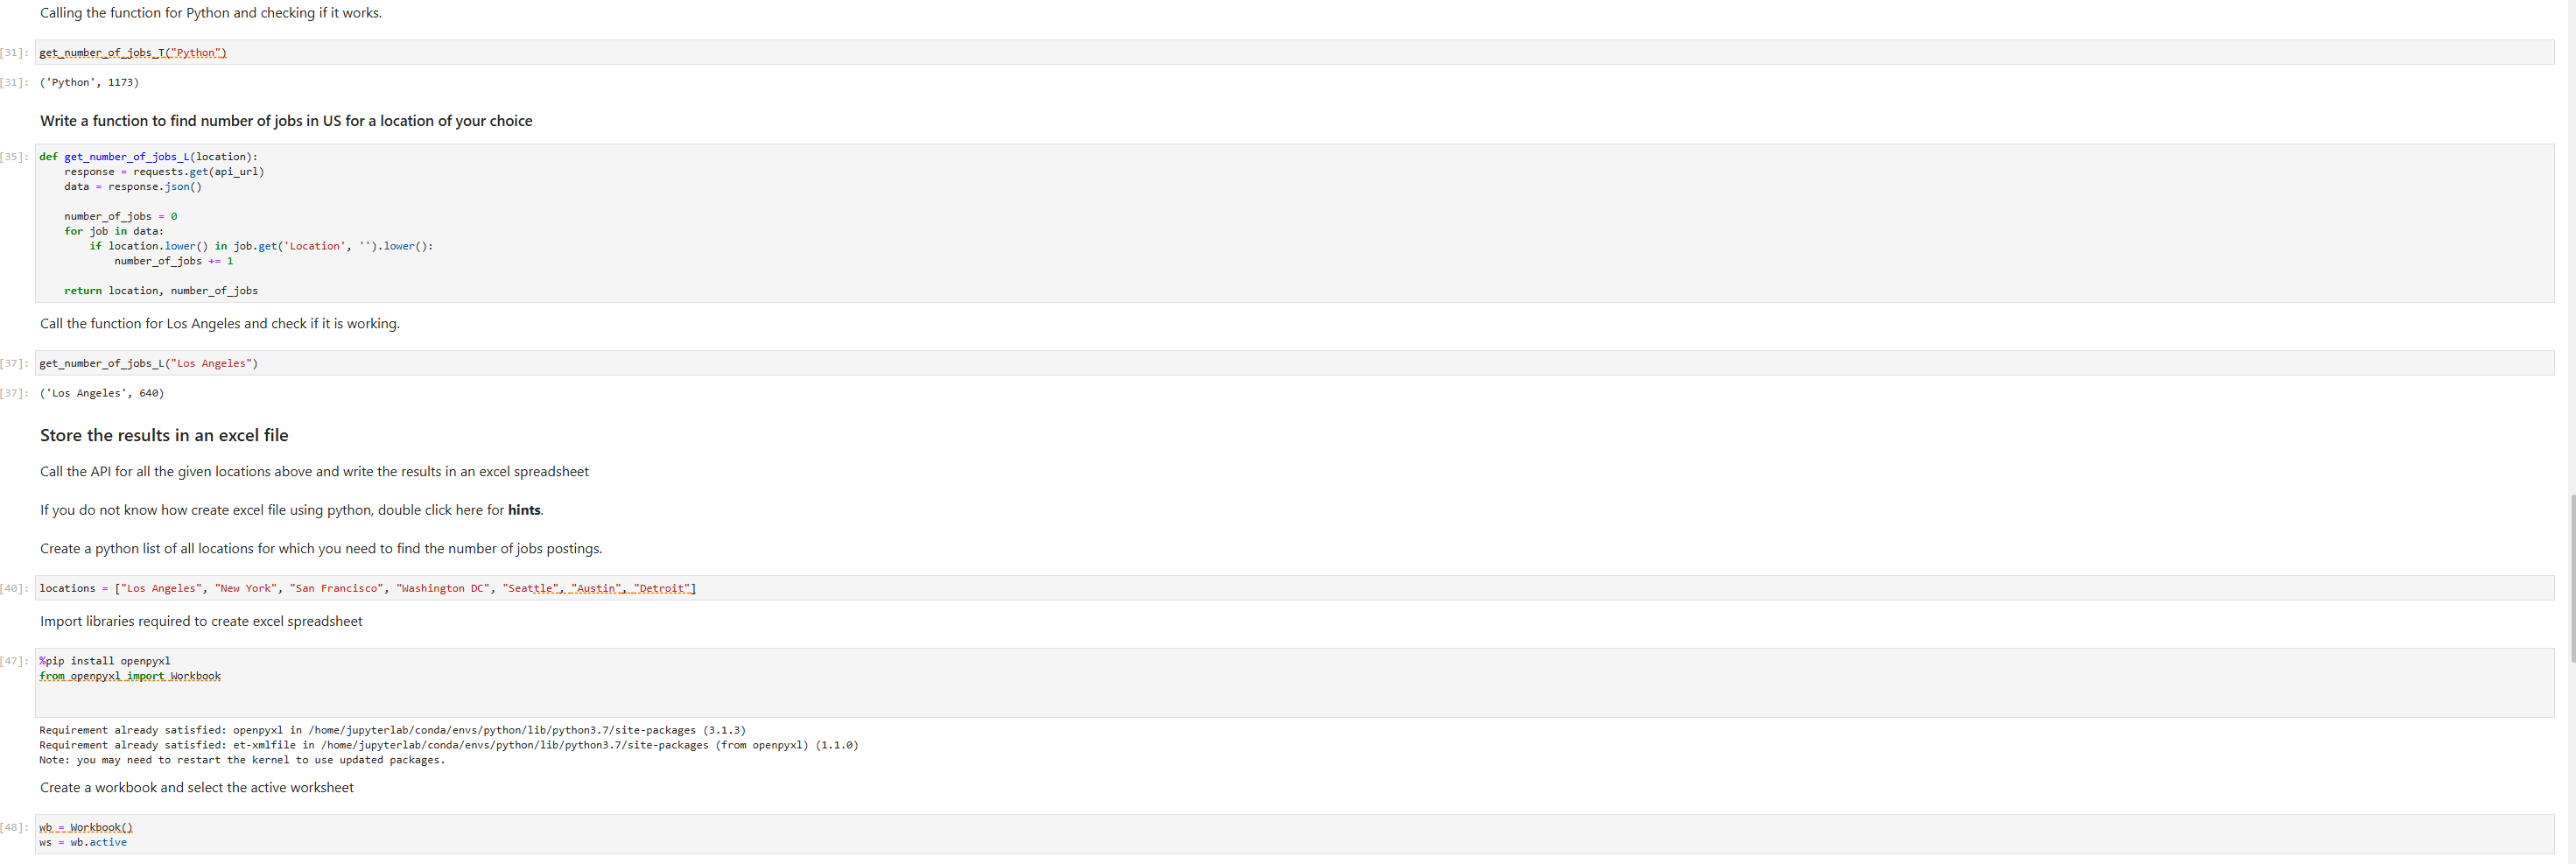 Calling the function for Python and checking if it works.
[31]: get_number_of_jobs_T("Python")
[31]: ('Python', 1173)
Write a function to find number of jobs in US for a location of your choice
[35]: def get_number_of_jobs_L(location):
    response = requests.get(api_url)
    data = response.json()
    number_of_jobs = 0
    for job in data:
        if location.lower() in job.get('Location', '').lower():
            number_of_jobs += 1
    return location, number_of_jobs
Call the function for Los Angeles and check if it is working.
[37]: get_number_of_jobs_L("Los Angeles")
[37]: ('Los Angeles', 640)
Store the results in an excel file
Call the API for all the given locations above and write the results in an excel spreadsheet
If you do not know how create excel file using python, double click here for hints.
Create a python list of all locations for which you need to find the number of jobs postings.
[40]: locations = ["Los Angeles", "New York", "San Francisco", "Washington DC", "Seattle", "Austin", "Detroit"]
Import libraries required to create excel spreadsheet
[47]: %pip install openpyxl
from openpyxl import Workbook
Requirement already satisfied: openpyxl in /home/jupyterlab/conda/envs/python/lib/python3.7/site-packages (3.1.3)
Requirement already satisfied: et-xmlfile in /home/jupyterlab/conda/envs/python/lib/python3.7/site-packages (from openpyxl) (1.1.0)
Note: you may need to restart the kernel to use updated packages.
Create a workbook and select the active worksheet
[48]: wb = Workbook()
ws = wb.active